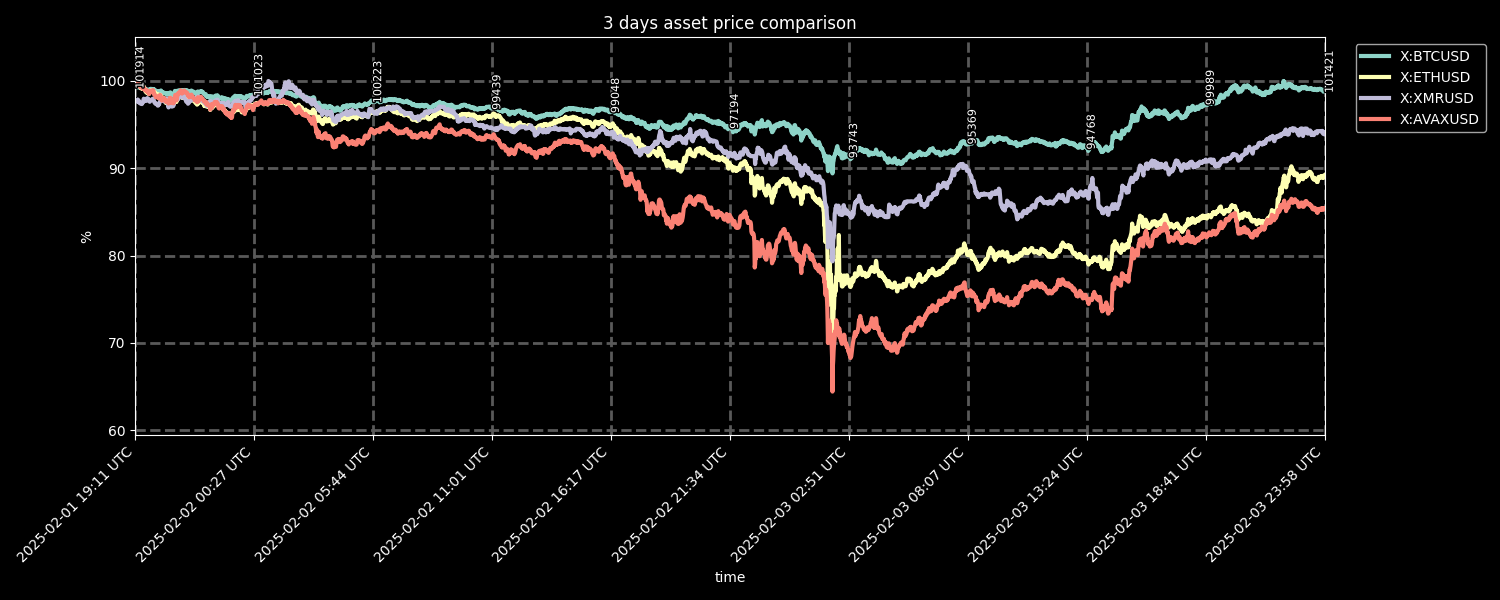 3 days asset price comparison
X:BTCUSD
X:ETHUSD
X:XMRUSD
X:AVAXUSD
%
100
90
80
70
60
101914
101023
100223
99439
99048
97194
93743
95369
94768
99989
101421
2025-02-01 19:11 UTC
2025-02-02 00:27 UTC
2025-02-02 05:44 UTC
2025-02-02 11:01 UTC
2025-02-02 16:17 UTC
2025-02-02 21:34 UTC
2025-02-03 02:51 UTC
2025-02-03 08:07 UTC
2025-02-03 13:24 UTC
2025-02-03 18:41 UTC
2025-02-03 23:58 UTC
time